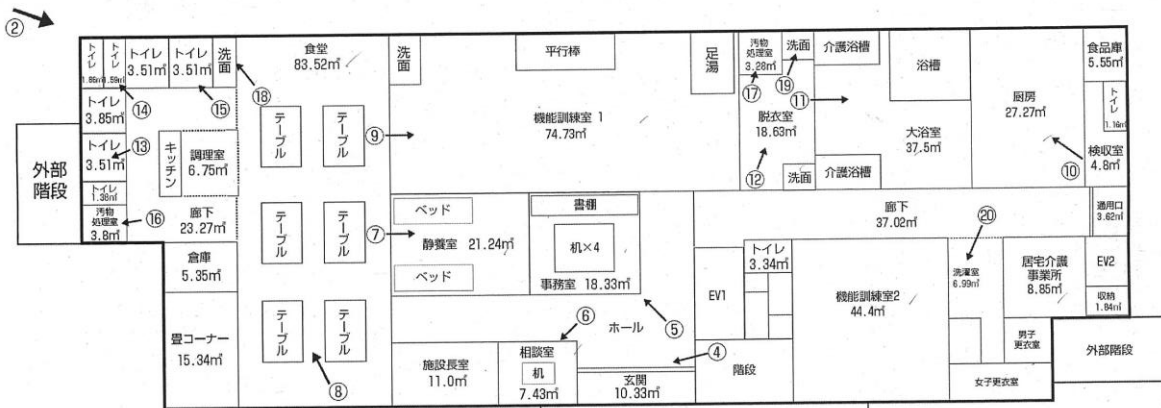 ②
トイレ
1.86㎡
トイレ
1.59㎡
トイレ
3.51㎡
トイレ
3.51㎡
洗面
⑭
⑮
⑱
トイレ
3.85㎡
トイレ
3.51㎡
⑬
トイレ
1.38㎡
汚物
処理室
3.8㎡
⑯
外部
階段
キッチン
調理室
6.75㎡
廊下
23.27㎡
倉庫
5.35㎡
畳コーナー
15.34㎡
食堂
83.52㎡
テーブル
テーブル
テーブル
テーブル
テーブル
テーブル
⑨
⑦
⑧
洗面
平行棒
足湯
機能訓練室 1
74.73㎡
ベッド
静養室 21.24㎡
ベッド
書棚
机×4
事務室 18.33㎡
⑥
⑤
ホール
④
施設長室
11.0㎡
相談室
机
7.43㎡
玄関
10.33㎡
汚物
処理室
3.28㎡
⑰
洗面
⑲
⑪
脱衣室
18.63㎡
⑫
洗面
介護浴槽
浴槽
大浴室
37.5㎡
介護浴槽
厨房
27.27㎡
⑩
食品庫
5.55㎡
トイレ
1.16㎡
検収室
4.8㎡
廊下
37.02㎡
通用口
3.62㎡
EV1
トイレ
3.34㎡
階段
機能訓練室2
44.4㎡
⑳
洗濯室
6.99㎡
居宅介護
事業所
8.85㎡
EV2
収納
1.84㎡
男子
更衣室
女子更衣室
外部階段